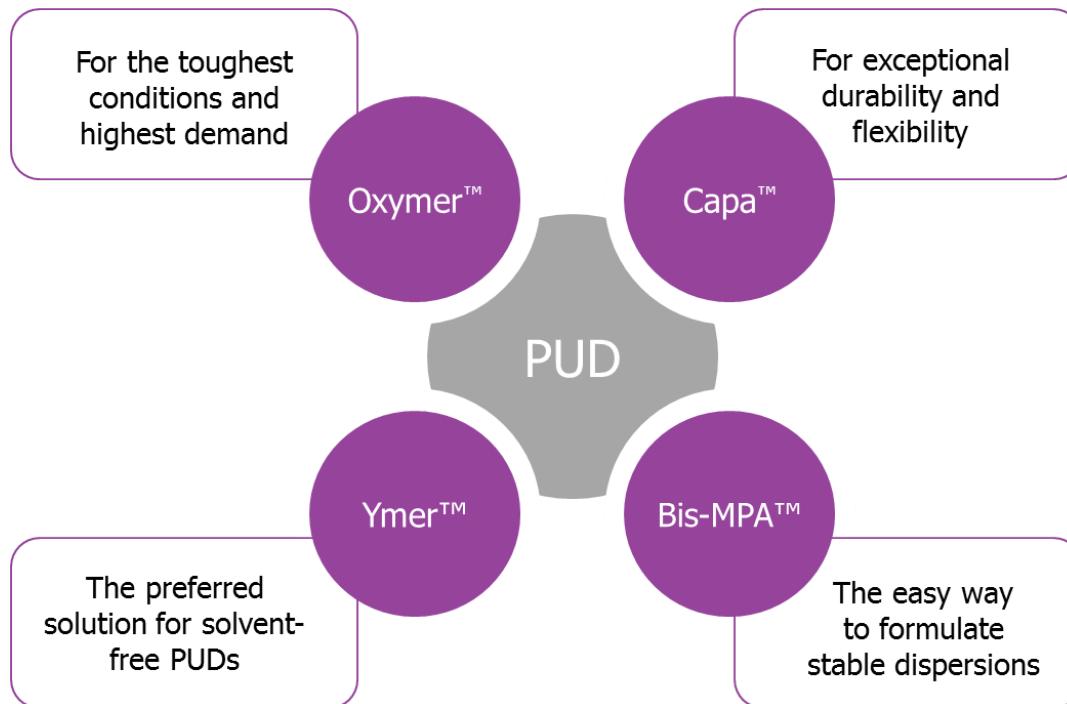 For the toughest
conditions and
highest demand
Oxymer™
For exceptional
durability and
flexibility
Capa™
PUD
Ymer™
The preferred
solution for solvent-
free PUDs
Bis-MPA™
The easy way
to formulate
stable dispersions